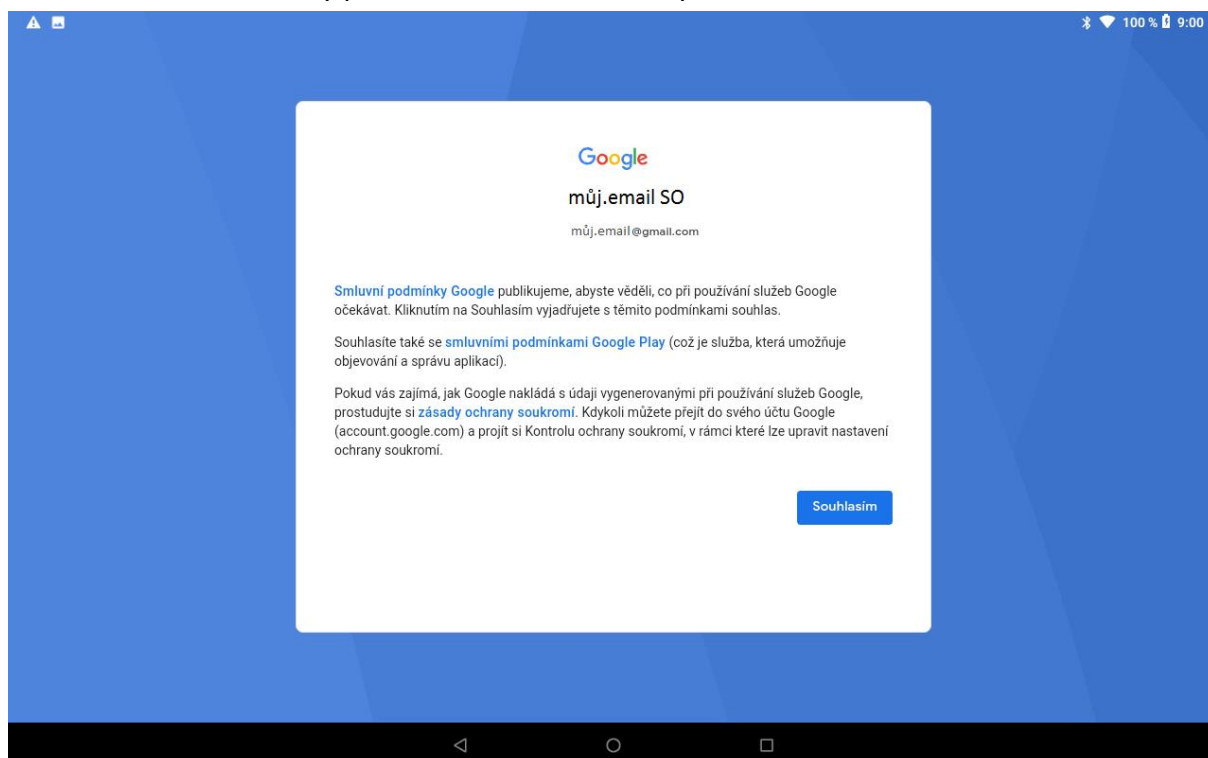 100 % 9:00
Google
můj.email SO
můj.email@gmail.com
Smluvní podmínky Google publikujeme, abyste věděli, co při používání služeb Google
očekávat. Kliknutím na Souhlasím vyjadřujete s těmito podmínkami souhlas.
Souhlasíte také se smluvními podmínkami Google Play (což je služba, která umožňuje
objevování a správu aplikací).
Pokud vás zajímá, jak Google nakládá s údaji vygenerovanými při používání služeb Google,
prostudujte si zásady ochrany soukromí. Kdykoli můžete přejít do svého účtu Google
(account.google.com) a projít si Kontrolu ochrany soukromí, v rámci které lze upravit nastavení
ochrany soukromí.
Souhlasím